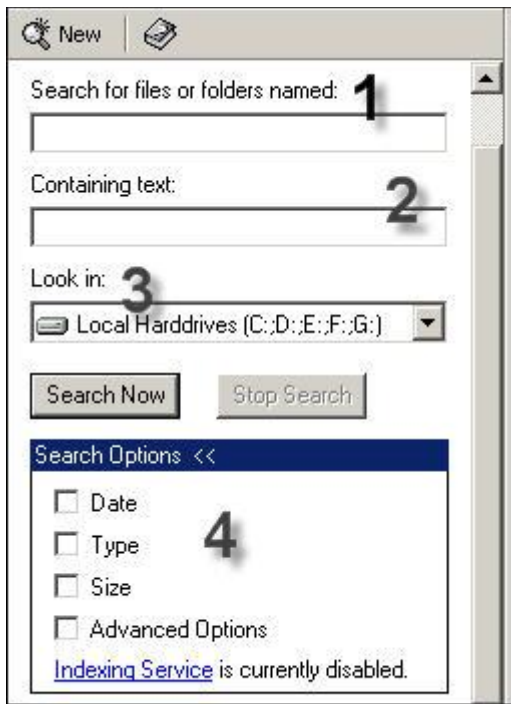 New
Search for files or folders named: 1
Containing text:
2
Look in: 3
Local Harddrives (C:;D:;E:;F:;G:)
Search Now Stop Search
Search Options <<
Date
Type 4
Size
Advanced Options
Indexing Service is currently disabled.